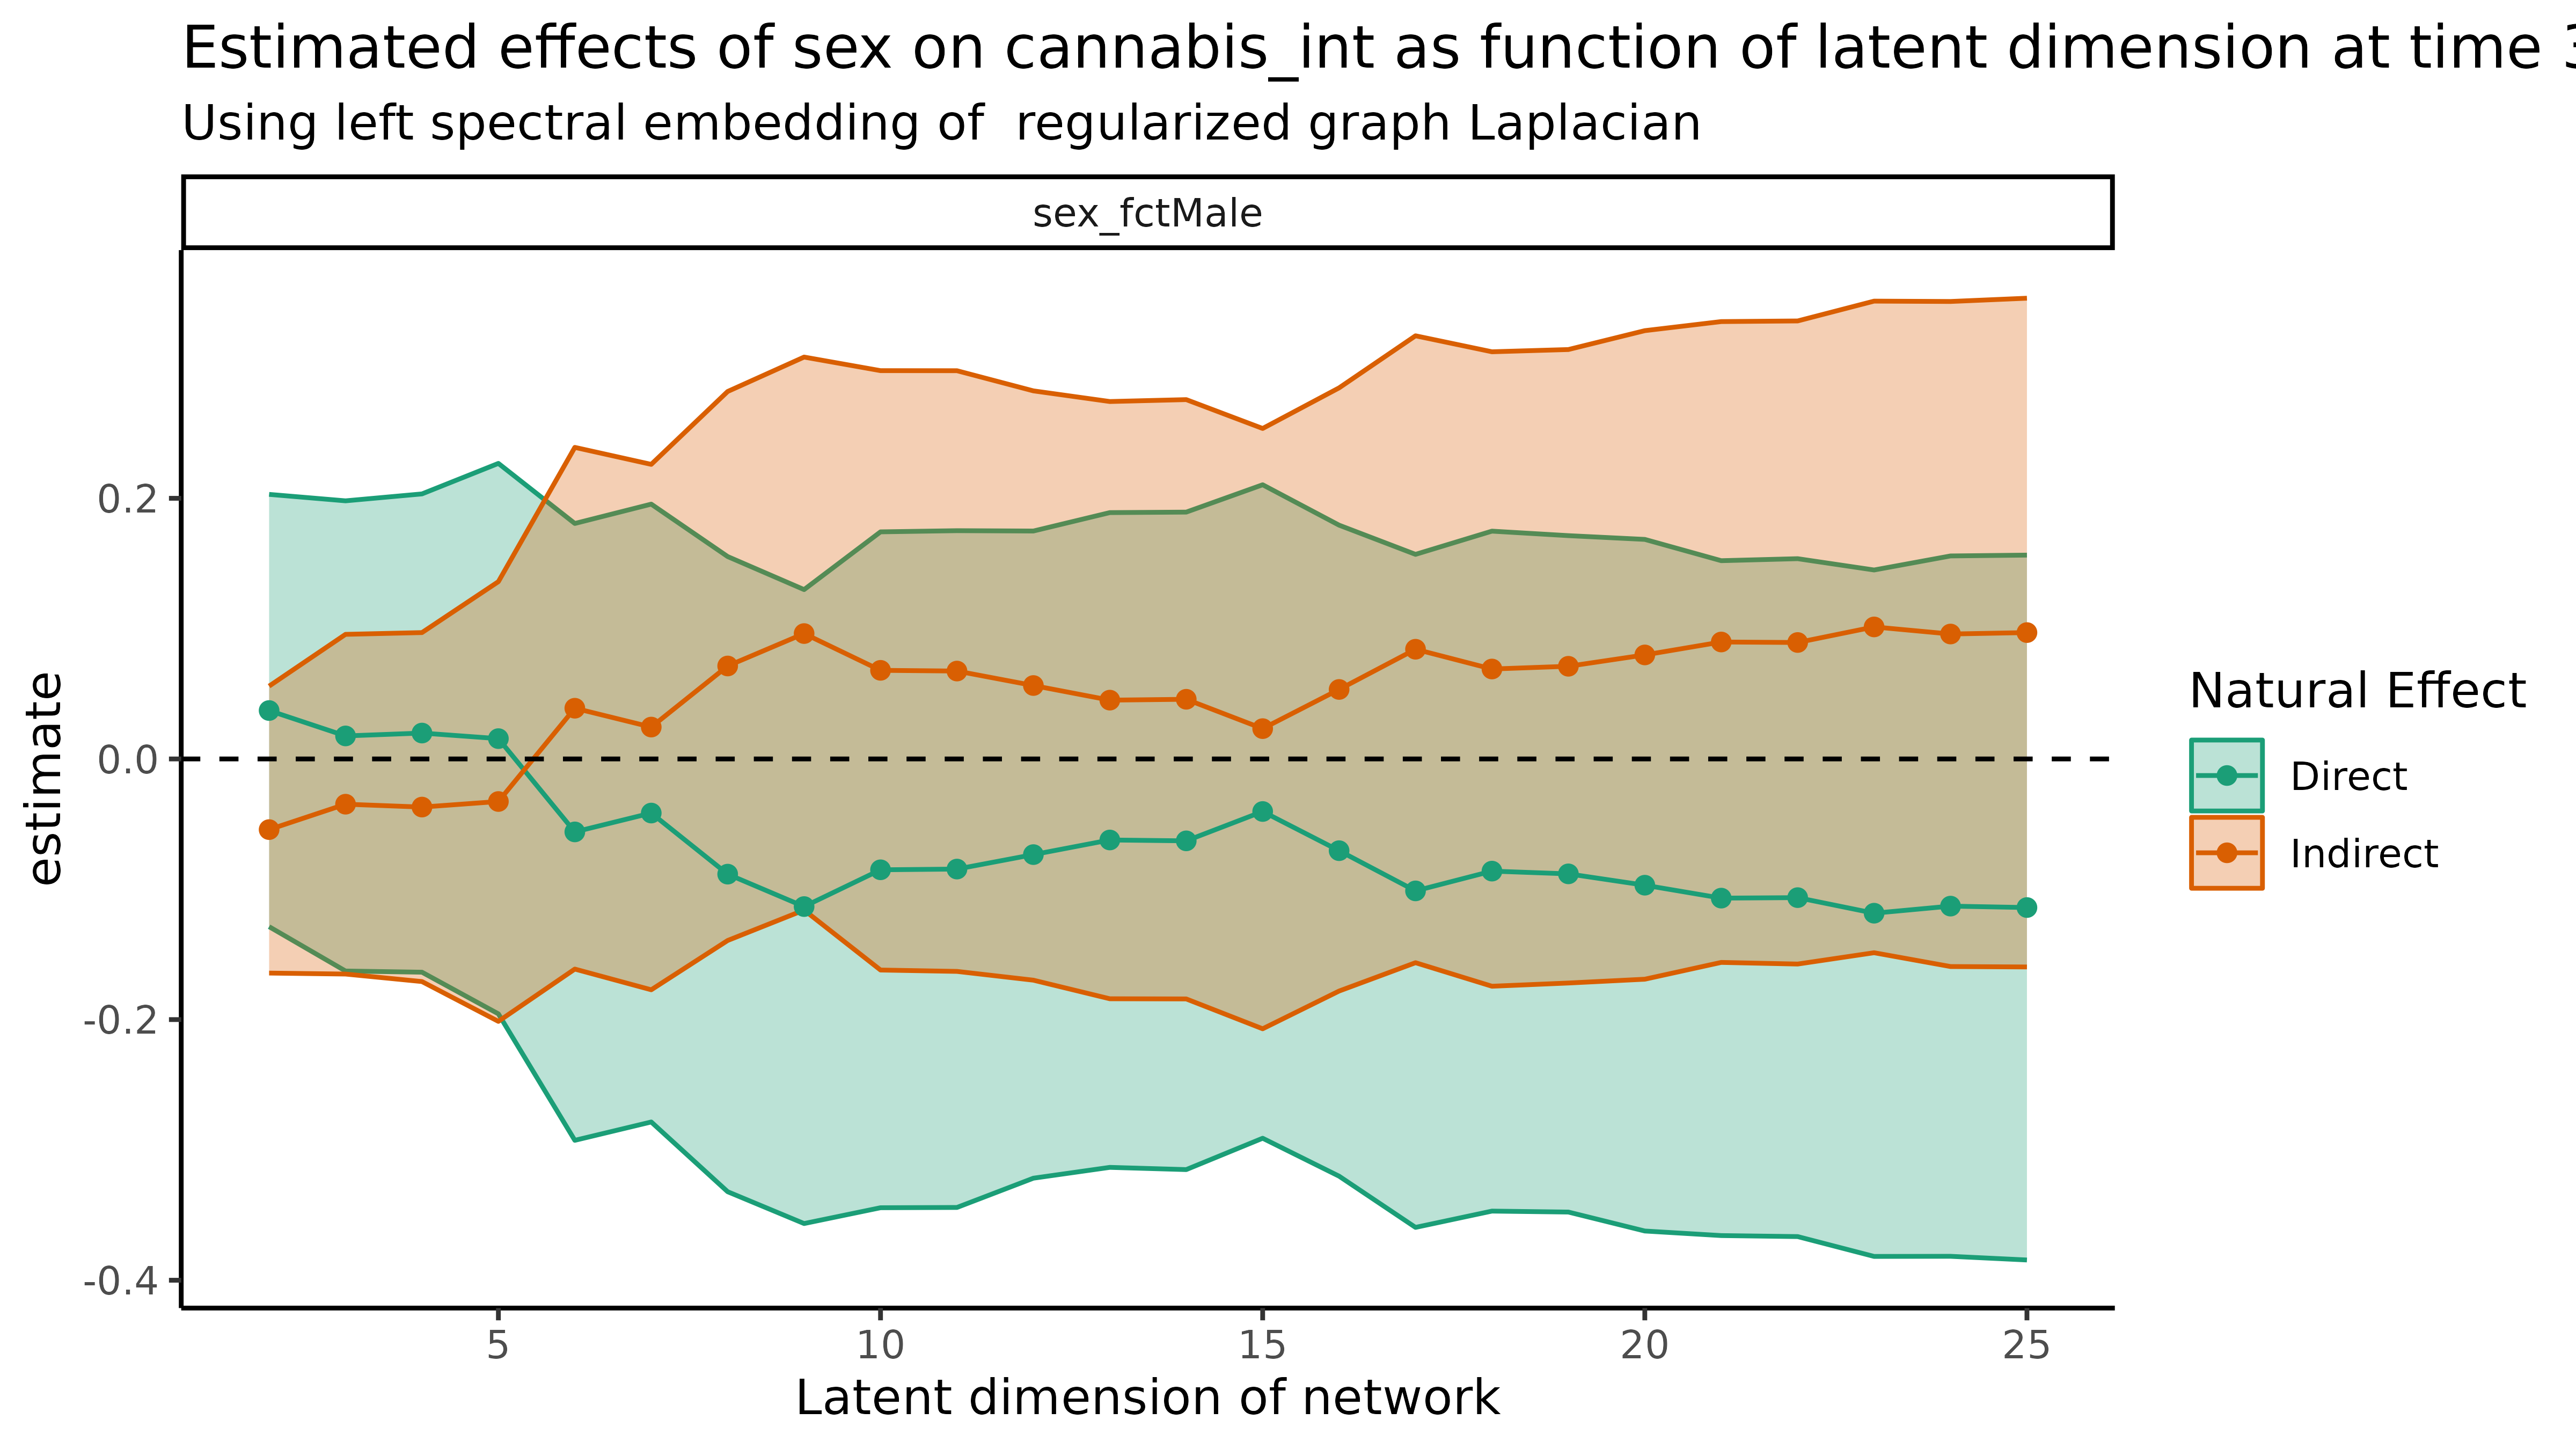 Estimated effects of sex on cannabis_int as function of latent dimension at time 3
Using left spectral embedding of  regularized graph Laplacian
sex_fctMale
0.2
0.0
-0.2
-0.4
estimate
5
10
15
20
25
Latent dimension of network
Natural Effect
Direct
Indirect